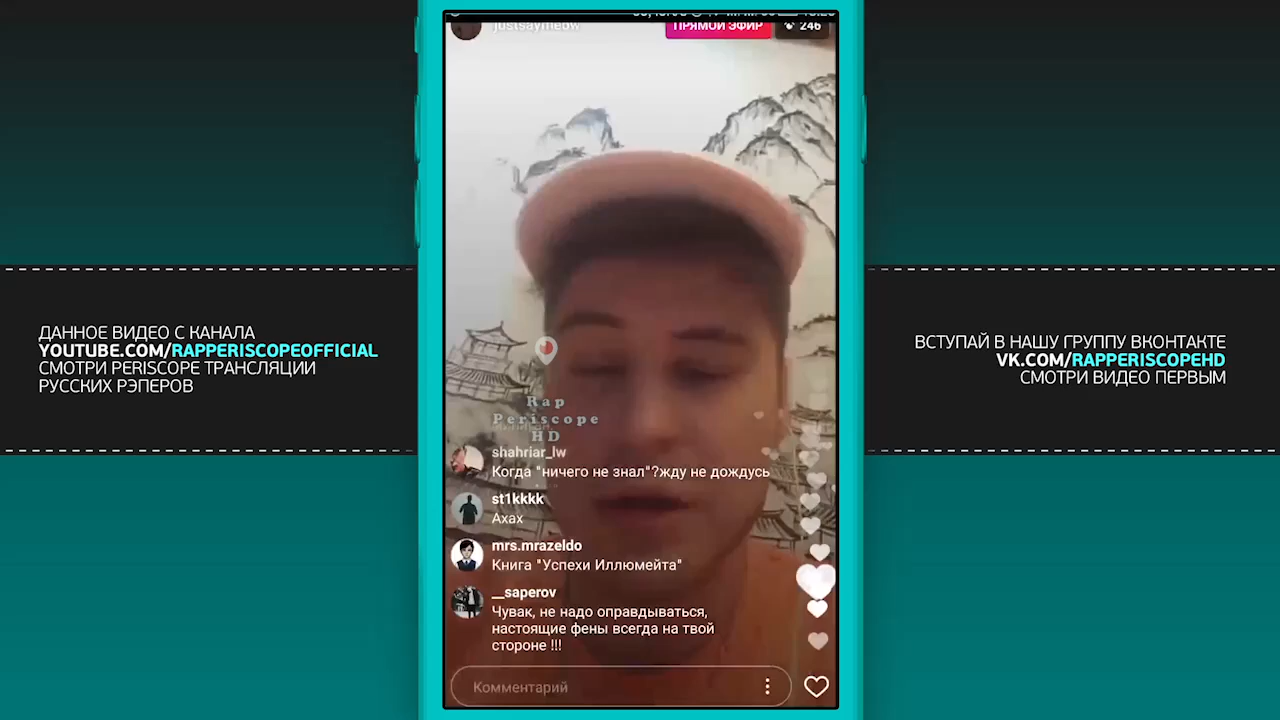 justsaymeow
ПРЯМОЙ ЭФИР
246
ДАННОЕ ВИДЕО С КАНАЛА
YOUTUBE.COM/RAPPERISCOPEOFFICIAL
СМОТРИ PERISCOPE ТРАНСЛЯЦИИ
РУССКИХ РЭПЕРОВ
ВСТУПАЙ В НАШУ ГРУППУ ВКОНТАКТЕ
VK.COM/RAPPERISCOPEHD
СМОТРИ ВИДЕО ПЕРВЫМ
Rap
Periscope
HD
shahriar_lw
Когда "ничего не знал"?жду не дождусь
st1kkkk
Ахах
mrs.mrazeldo
Книга "Успехи Иллюмейта"
__saperov
Чувак, не надо оправдываться,
настоящие фены всегда на твой
стороне !!!
Комментарий